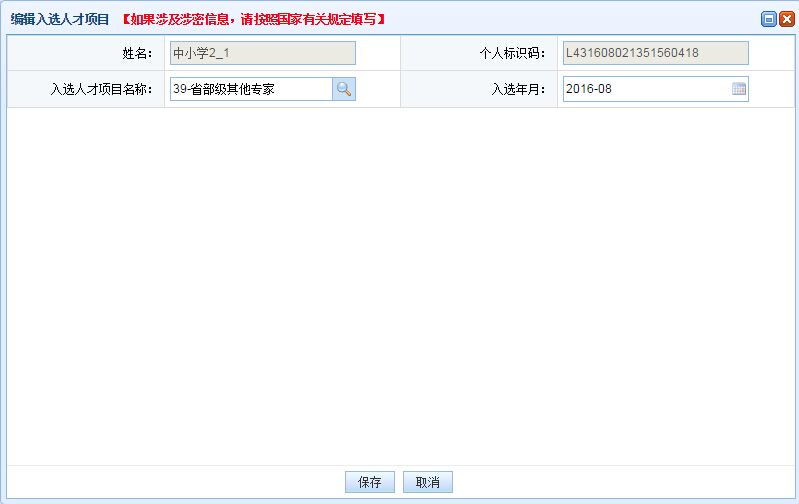 编辑入选人才项目 【如果涉及涉密信息，请按照国家有关规定填写】
姓名： 中小学2_1 个人标识码： L431608021351560418
入选人才项目名称： 39-省部级其他专家 入选年月： 2016-08
保存 取消